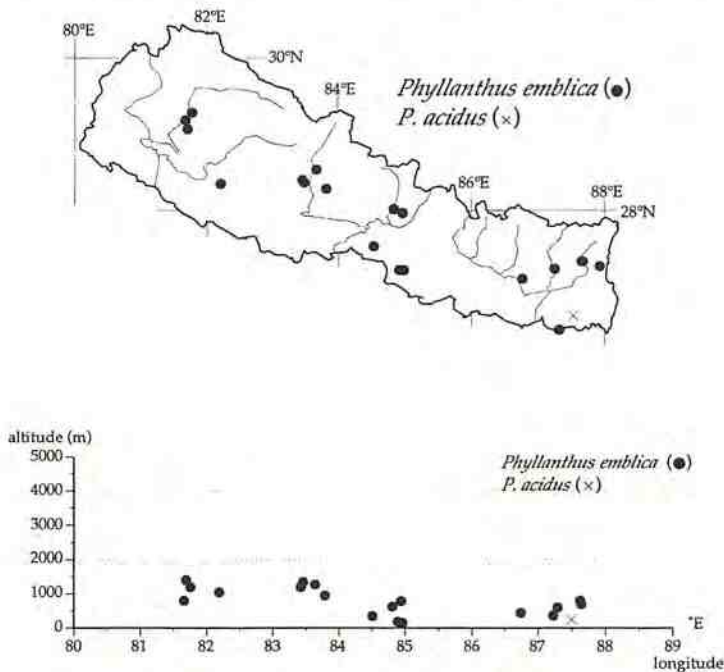 80°E
82°E
30°N
84°E
Phyllanthus emblica (●)
P. acidus (×)
86°E
88°E
28°N
altitude (m)
5000
4000
3000
2000
1000
0
Phyllanthus emblica (●)
P. acidus (×)
°E
80 81 82 83 84 85 86 87 88 89
longitude